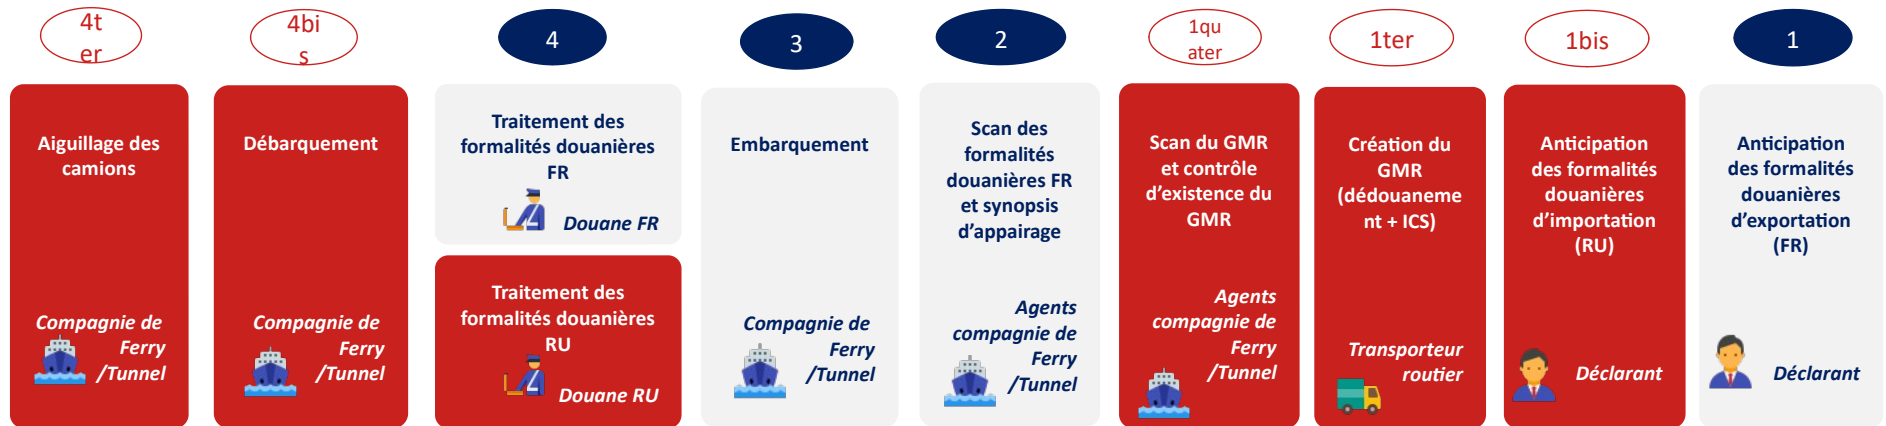 4t
er
4bi
s
4
3
2
1qu
ater
1ter
1bis
1
Aiguillage des
camions
Compagnie de
Ferry
/Tunnel
Débarquement
Compagnie de
Ferry
/Tunnel
Traitement des
formalités douanières
FR
Douane FR
Traitement des
formalités douanières
RU
Douane RU
Embarquement
Compagnie de
Ferry
/Tunnel
Scan des
formalités
douanières FR
et synopsis
d’appairage
Agents
compagnie de
Ferry
/Tunnel
Scan du GMR
et contrôle
d’existence du
GMR
Agents
compagnie de
Ferry
/Tunnel
Création du
GMR
(dédouaneme
nt + ICS)
Transporteur
routier
Anticipation
des formalités
douanières
d’importation
(RU)
Déclarant
Anticipation
des formalités
douanières
d’exportation
(FR)
Déclarant